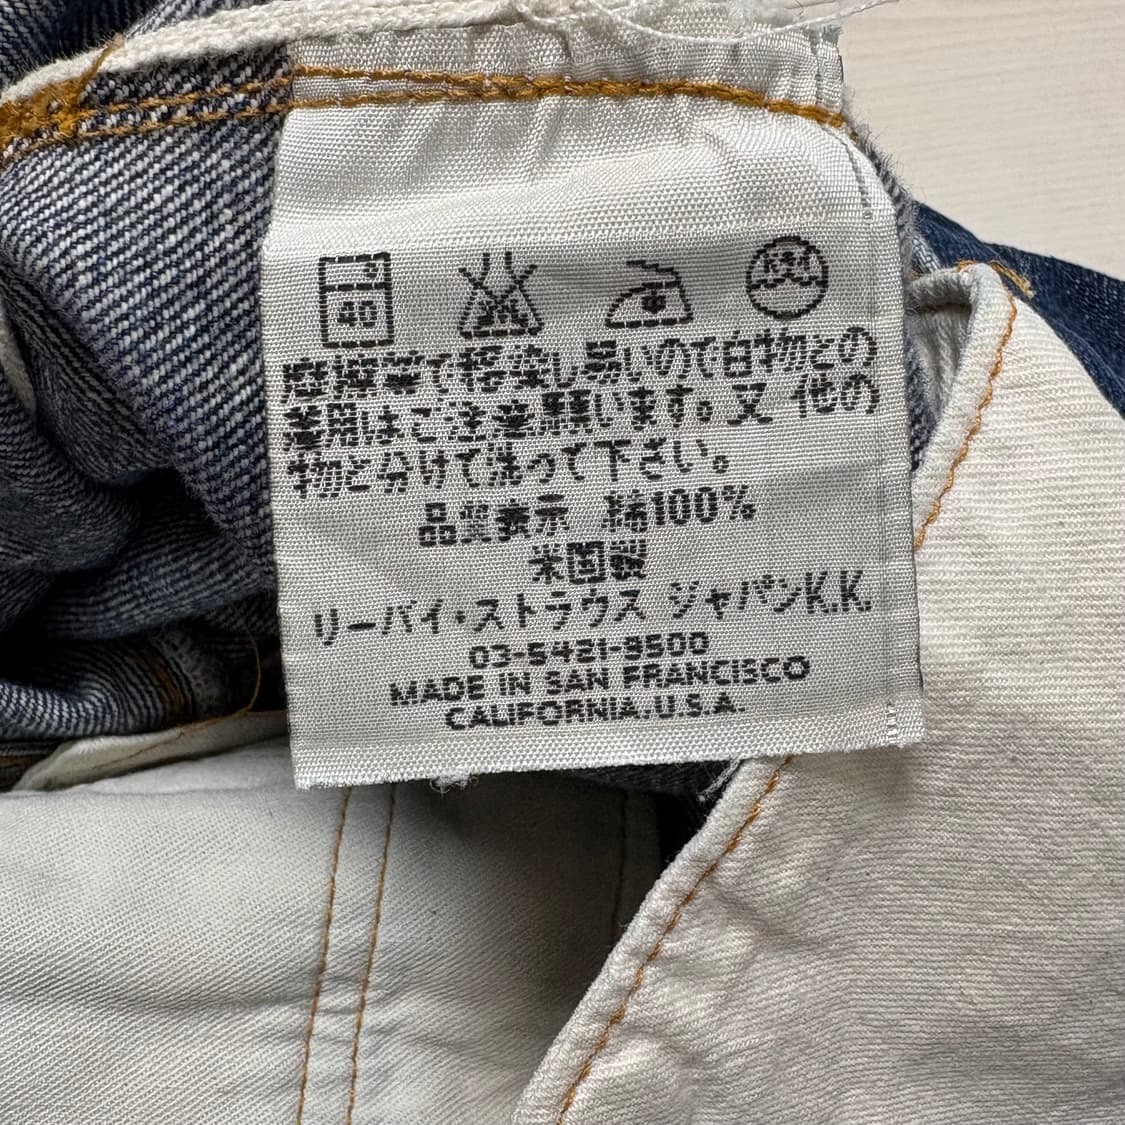 40
摩擦等で移染し易いので白物との
着用はご注意願います。又 他の
物と分けて洗って下さい。
品質表示 綿100%
米国製
リーバイ・ストラウス ジャパンK.K.
03-5421-9500
MADE IN SAN FRANCISCO
CALIFORNIA, U.S.A.